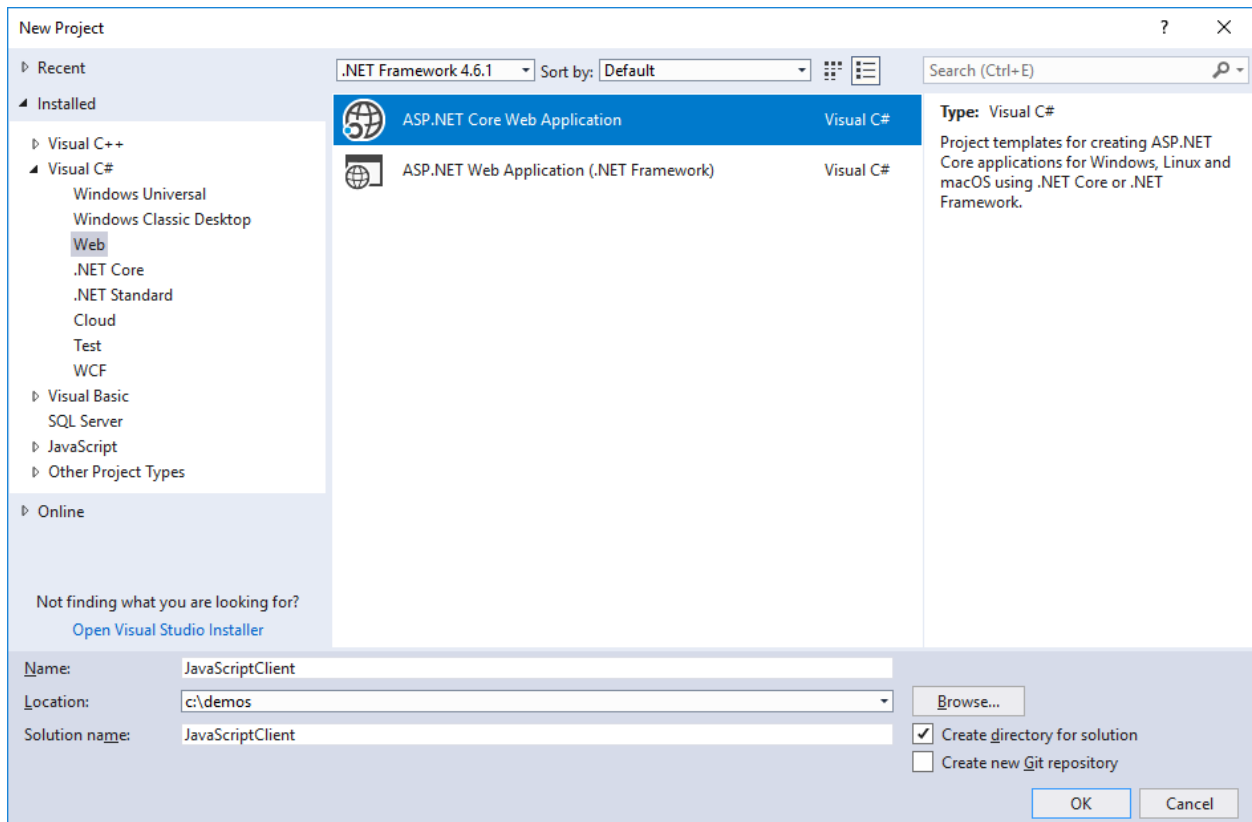 New Project
?
Recent
.NET Framework 4.6.1 Sort by: Default
Search (Ctrl+E)
Installed
Visual C++
Visual C#
Windows Universal
Windows Classic Desktop
Web
.NET Core
.NET Standard
Cloud
Test
WCF
Visual Basic
SQL Server
JavaScript
Other Project Types
Online
Not finding what you are looking for?
Open Visual Studio Installer
ASP.NET Core Web Application Visual C#
ASP.NET Web Application (.NET Framework) Visual C#
Type: Visual C#
Project templates for creating ASP.NET
Core applications for Windows, Linux and
macOS using .NET Core or .NET
Framework.
Name: JavaScriptClient
Location: c:\demos
Browse...
Solution name: JavaScriptClient
Create directory for solution
Create new Git repository
OK Cancel